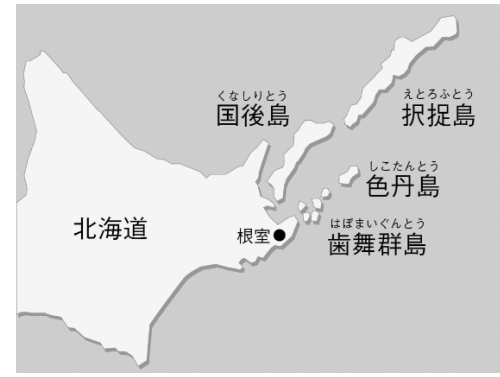 くなしりとう
国後島
えとろふとう
択捉島
しこたんとう
色丹島
はぼまいぐんとう
歯舞群島
北海道
根室